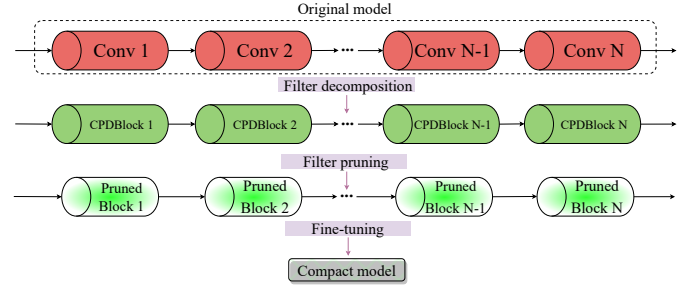 Original model
Conv 1
Conv 2
...
Conv N-1
Conv N
Filter decomposition
CPDBlock 1
CPDBlock 2
...
CPDBlock N-1
CPDBlock N
Filter pruning
Pruned
Block 1
Pruned
Block 2
...
Pruned
Block N-1
Pruned
Block N
Fine-tuning
Compact model